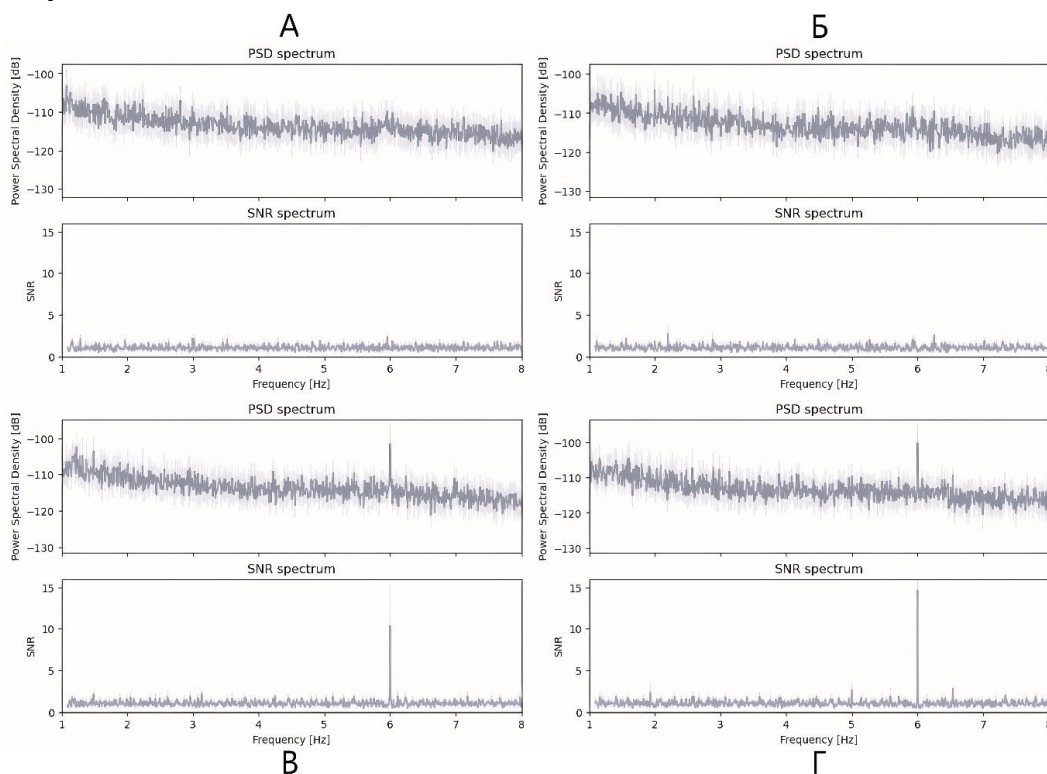 А
Б
PSD spectrum
PSD spectrum
Power Spectral Density [dB]
−100
−110
−120
−130
Power Spectral Density [dB]
−100
−110
−120
−130
SNR spectrum
SNR spectrum
SNR
15
10
5
0
SNR
15
10
5
0
1 2 3 4 5 6 7 8
1 2 3 4 5 6 7 8
Frequency [Hz]
Frequency [Hz]
PSD spectrum
PSD spectrum
Power Spectral Density [dB]
−100
−110
−120
−130
Power Spectral Density [dB]
−100
−110
−120
−130
SNR spectrum
SNR spectrum
SNR
15
10
5
0
SNR
15
10
5
0
1 2 3 4 5 6 7 8
1 2 3 4 5 6 7
Frequency [Hz]
Frequency [Hz]
В
Г